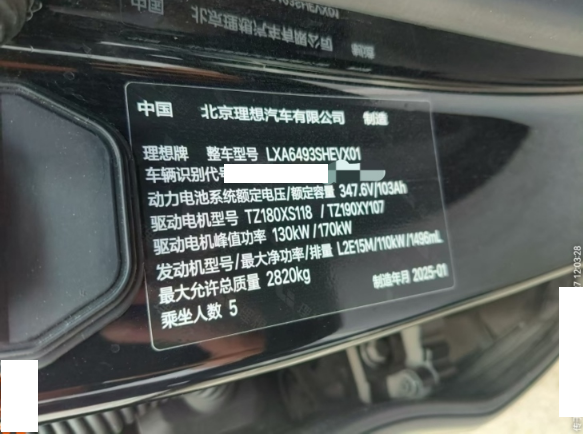 中国 北京理想汽车有限公司 制造
理想牌 整车型号 LXA6493SHEVX01
车辆识别代号
动力电池系统额定电压/额定容量 347.6V/103Ah
驱动电机型号 TZ180XS118 / TZ190XY107
驱动电机峰值功率 130kW / 170kW
发动机型号/最大净功率/排量 L2E15M/110kW/1496mL
最大允许总质量 2820kg
制造年月 2025-01
乘坐人数 5